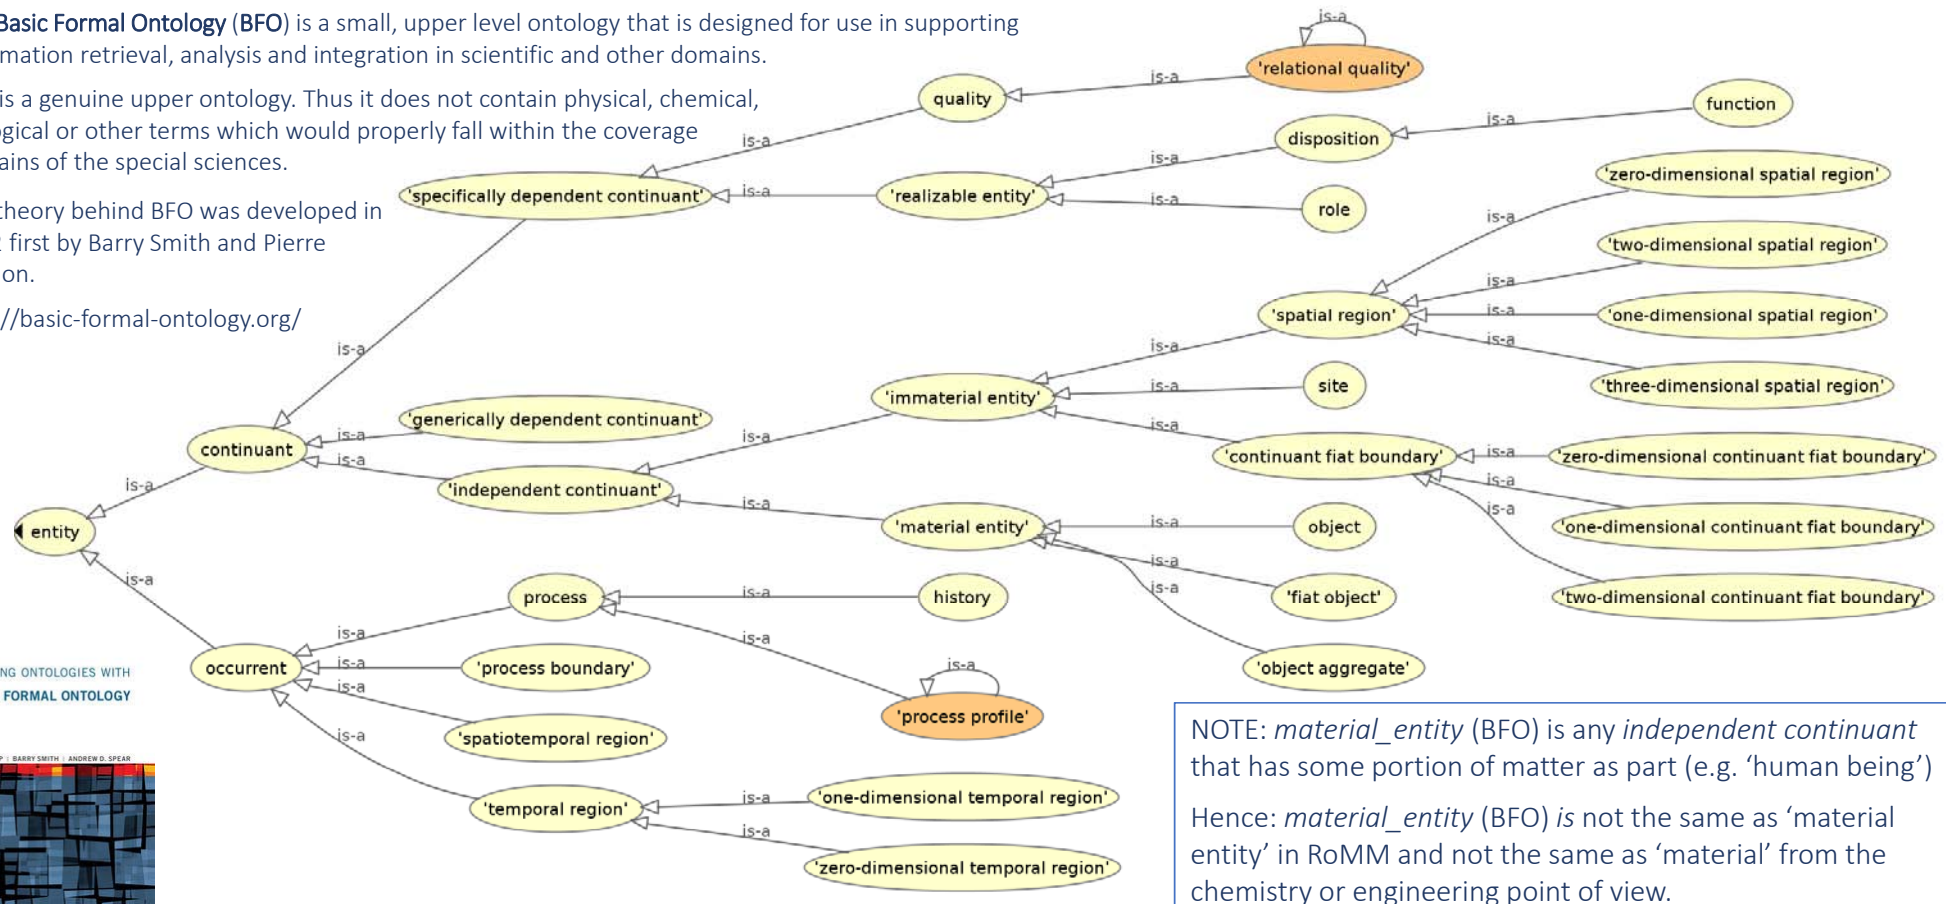 Basic Formal Ontology (BFO) is a small, upper level ontology that is designed for use in supporting
mation retrieval, analysis and integration in scientific and other domains.
is a genuine upper ontology. Thus it does not contain physical, chemical,
ogical or other terms which would properly fall within the coverage
ains of the special sciences.
theory behind BFO was developed in
first by Barry Smith and Pierre
on.
//basic-formal-ontology.org/
is-a
'relational quality'
is-a
quality
is-a
function
is-a
disposition
is-a
'specifically dependent continuant'
is-a
'realizable entity'
is-a
role
is-a
'zero-dimensional spatial region'
is-a
'two-dimensional spatial region'
is-a
'spatial region'
is-a
'one-dimensional spatial region'
is-a
'three-dimensional spatial region'
is-a
is-a
'immaterial entity'
is-a
site
is-a
'generically dependent continuant'
is-a
continuant
is-a
is-a
'continuant fiat boundary'
is-a
'zero-dimensional continuant fiat boundary'
is-a
'independent continuant'
is-a
is-a
'one-dimensional continuant fiat boundary'
is-a
entity
is-a
'material entity'
is-a
object
is-a
'two-dimensional continuant fiat boundary'
is-a
'fiat object'
is-a
process
is-a
history
is-a
'object aggregate'
is-a
occurrent
is-a
'process boundary'
is-a
is-a
'process profile'
is-a
'spatiotemporal region'
is-a
'temporal region'
is-a
'one-dimensional temporal region'
is-a
'zero-dimensional temporal region'
NG ONTOLOGIES WITH
FORMAL ONTOLOGY
P | BARRY SMITH | ANDREW D. SPEAR
NOTE: material_entity (BFO) is any independent continuant
that has some portion of matter as part (e.g. ‘human being’)
Hence: material_entity (BFO) is not the same as ‘material
entity’ in RoMM and not the same as ‘material’ from the
chemistry or engineering point of view.